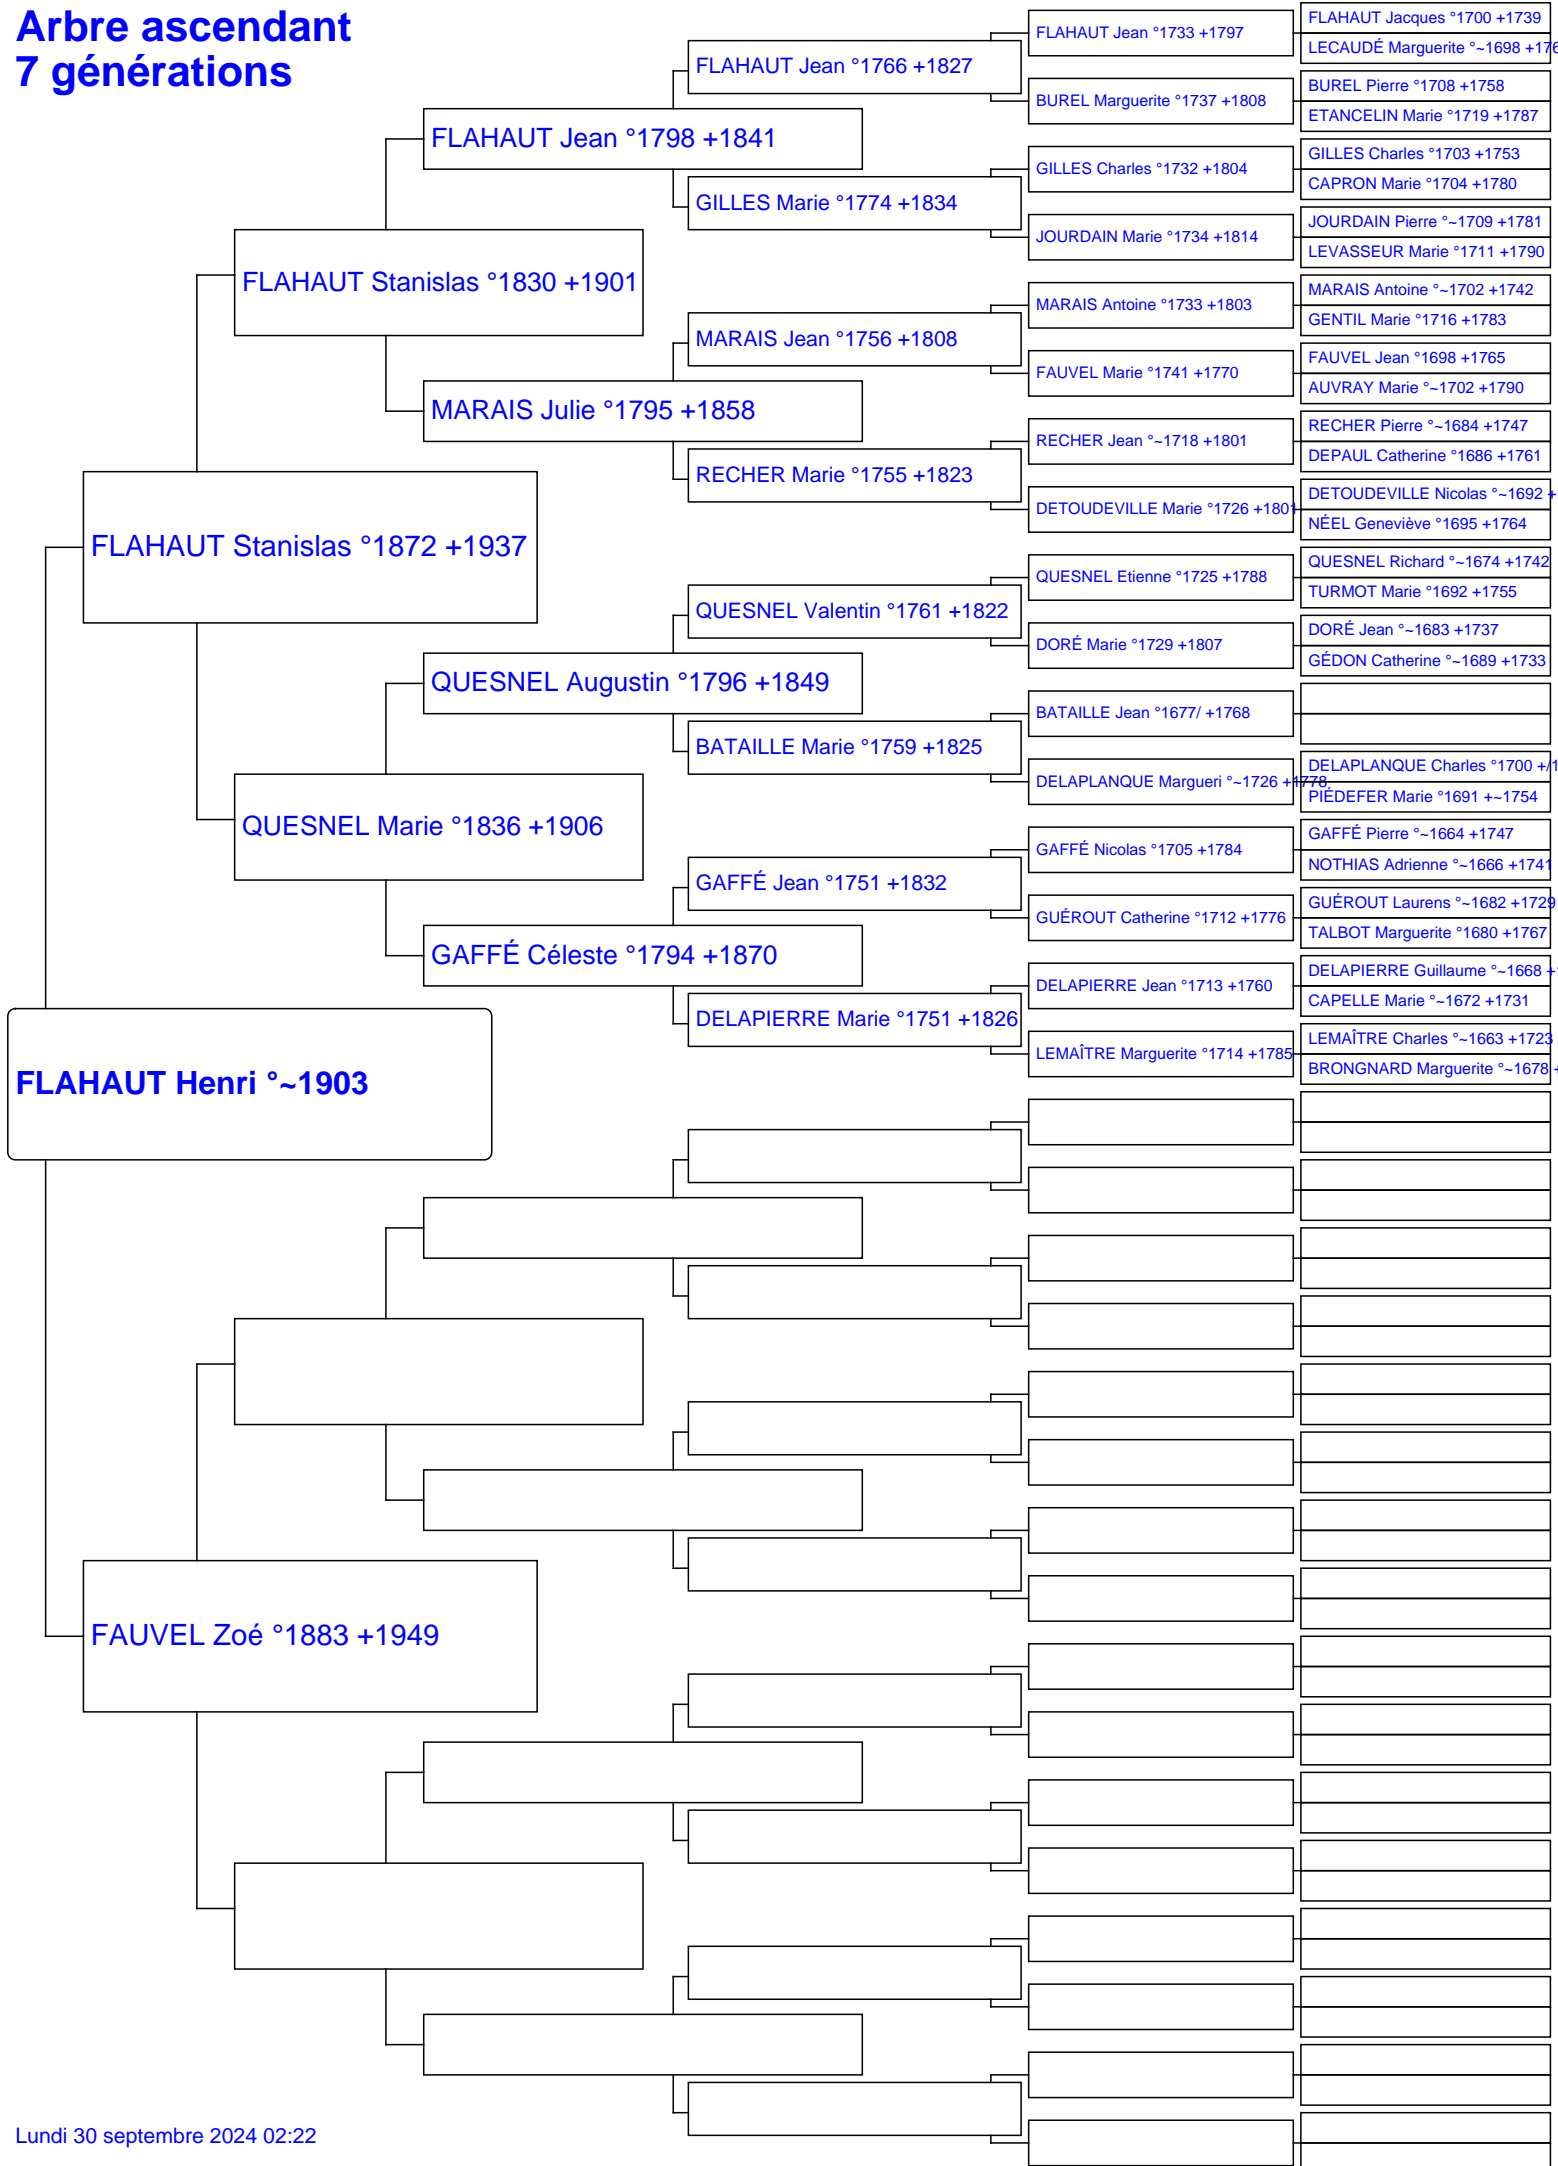 Arbre ascendant
7 générations
FLAHAUT Henri °~1903
FLAHAUT Stanislas °1872 +1937
FAUVEL Zoé °1883 +1949
FLAHAUT Stanislas °1830 +1901
QUESNEL Marie °1836 +1906
FLAHAUT Jean °1798 +1841
MARAIS Julie °1795 +1858
QUESNEL Augustin °1796 +1849
GAFFÉ Céleste °1794 +1870
FLAHAUT Jean °1766 +1827
GILLES Marie °1774 +1834
MARAIS Jean °1756 +1808
RECHER Marie °1755 +1823
QUESNEL Valentin °1761 +1822
BATAILLE Marie °1759 +1825
GAFFÉ Jean °1751 +1832
DELAPIERRE Marie °1751 +1826
FLAHAUT Jean °1733 +1797
BUREL Marguerite °1737 +1808
GILLES Charles °1732 +1804
JOURDAIN Marie °1734 +1814
MARAIS Antoine °1733 +1803
FAUVEL Marie °1741 +1770
RECHER Jean °~1718 +1801
DETOUDEVILLE Marie °1726 +1801
QUESNEL Etienne °1725 +1788
DORÉ Marie °1729 +1807
BATAILLE Jean °1677/ +1768
DELAPLANQUE Margueri °~1726 +1778
GAFFÉ Nicolas °1705 +1784
GUÉROUT Catherine °1712 +1776
DELAPIERRE Jean °1713 +1760
LEMAÎTRE Marguerite °1714 +1785
FLAHAUT Jacques °1700 +1739
LECAUDÉ Marguerite °~1698 +176
BUREL Pierre °1708 +1758
ETANCELIN Marie °1719 +1787
GILLES Charles °1703 +1753
CAPRON Marie °1704 +1780
JOURDAIN Pierre °~1709 +1781
LEVASSEUR Marie °1711 +1790
MARAIS Antoine °~1702 +1742
GENTIL Marie °1716 +1783
FAUVEL Jean °1698 +1765
AUVRAY Marie °~1702 +1790
RECHER Pierre °~1684 +1747
DEPAUL Catherine °1686 +1761
DETOUDEVILLE Nicolas °~1692 +
NÉEL Geneviève °1695 +1764
QUESNEL Richard °~1674 +1742
TURMOT Marie °1692 +1755
DORÉ Jean °~1683 +1737
GÉDON Catherine °~1689 +1733
DELAPLANQUE Charles °1700 +/1
PIÉDEFER Marie °1691 +~1754
GAFFÉ Pierre °~1664 +1747
NOTHIAS Adrienne °~1666 +1741
GUÉROUT Laurens °~1682 +1729
TALBOT Marguerite °1680 +1767
DELAPIERRE Guillaume °~1668 +
CAPELLE Marie °~1672 +1731
LEMAÎTRE Charles °~1663 +1723
BRONGNARD Marguerite °~1678 +
Lundi 30 septembre 2024 02:22